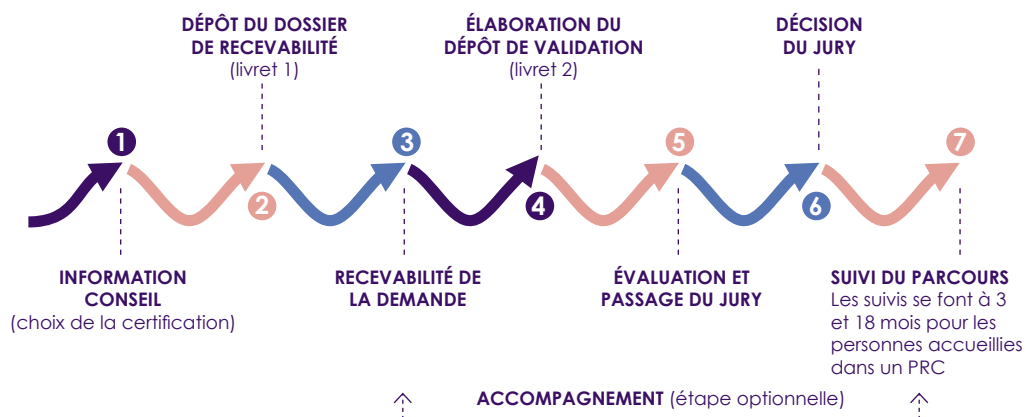 DÉPÔT DU DOSSIER
DE RECEVABILITÉ
(livret 1)
ÉLABORATION DU
DÉPÔT DE VALIDATION
(livret 2)
DÉCISION
DU JURY
1
2
3
4
5
6
7
INFORMATION
CONSEIL
(choix de la certification)
RECEVABILITÉ DE
LA DEMANDE
ÉVALUATION ET
PASSAGE DU JURY
SUIVI DU PARCOURS
Les suivis se font à 3
et 18 mois pour les
personnes accueillies
dans un PRC
ACCOMPAGNEMENT (étape optionnelle)